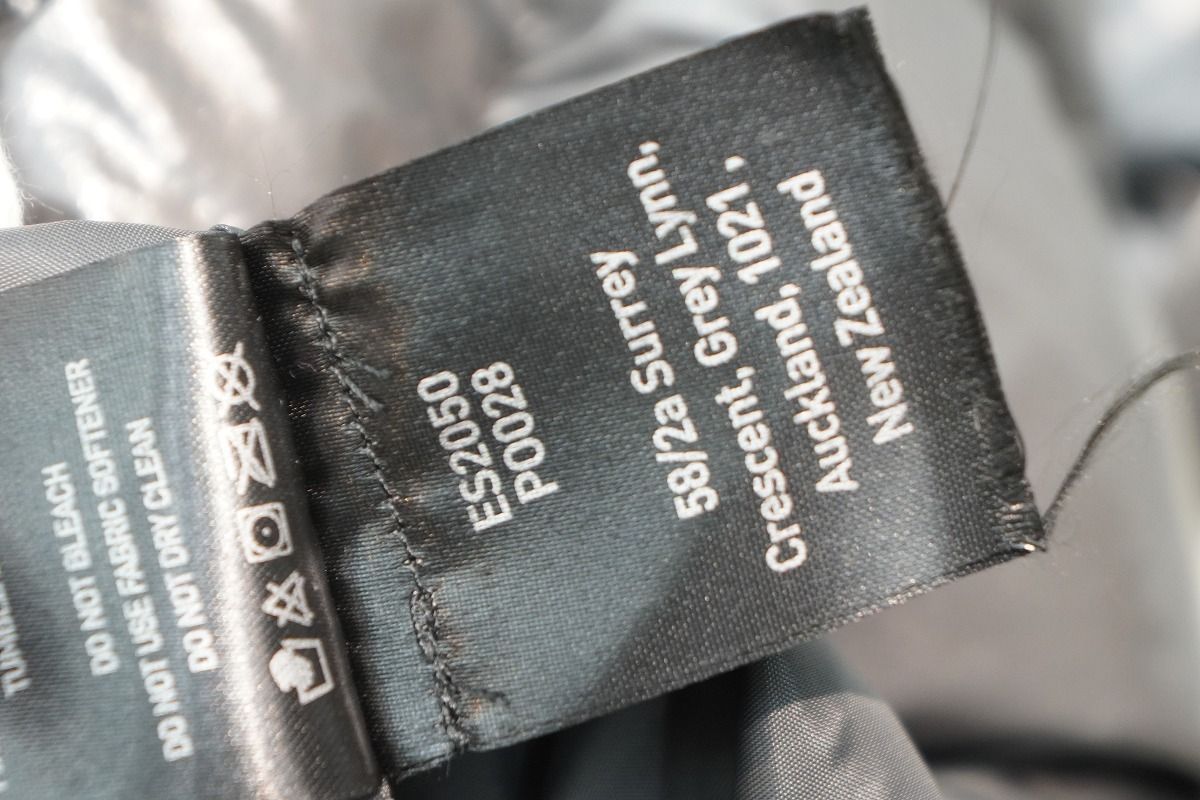 DO NOT BLEACH
DO NOT USE FABRIC SOFTENER
DO NOT DRY CLEAN
ES2050
P0028
58/2a Surrey
Crescent, Grey Lynn,
Auckland, 1021 ,
New Zealand